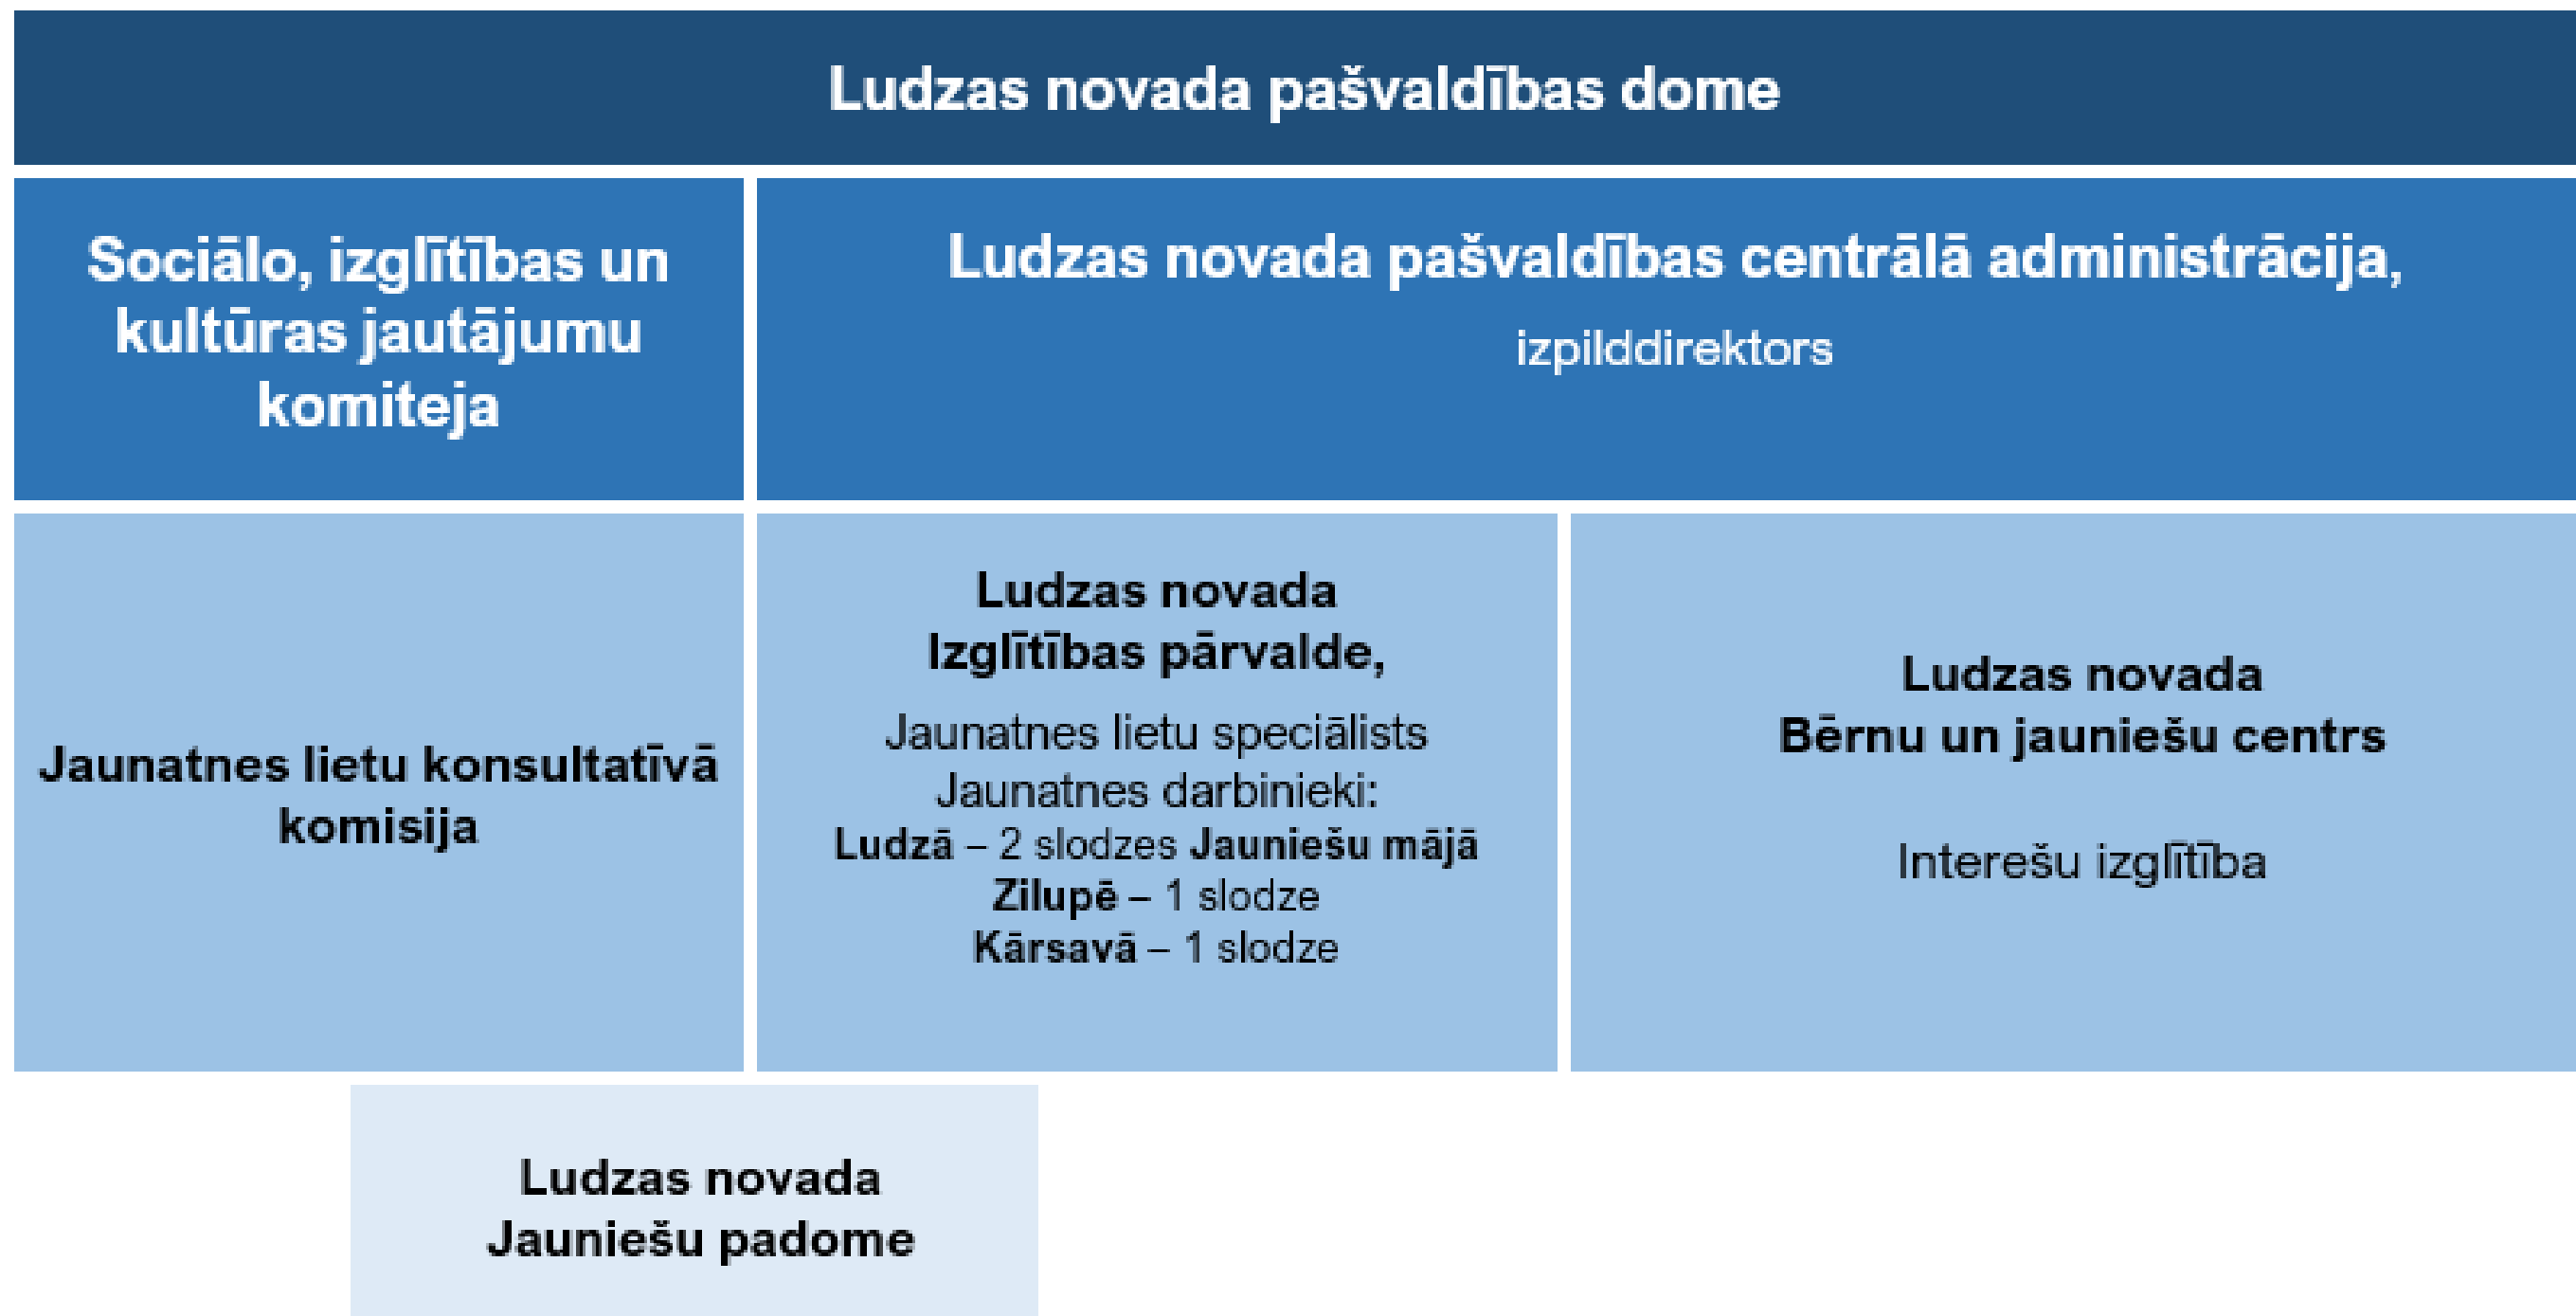 Ludzas novada pašvaldības dome
Sociālo, izglītības un
kultūras jautājumu
komiteja
Ludzas novada pašvaldības centrālā administrācija,
izpilddirektors
Jaunatnes lietu konsultatīvā
komisija
Ludzas novada
Izglītības pārvalde,
Jaunatnes lietu speciālists
Jaunatnes darbinieki:
Ludzā – 2 slodzes Jauniešu mājā
Zilupē – 1 slodze
Kārsavā – 1 slodze
Ludzas novada
Bērnu un jauniešu centrs
Interešu izglītība
Ludzas novada
Jauniešu padome